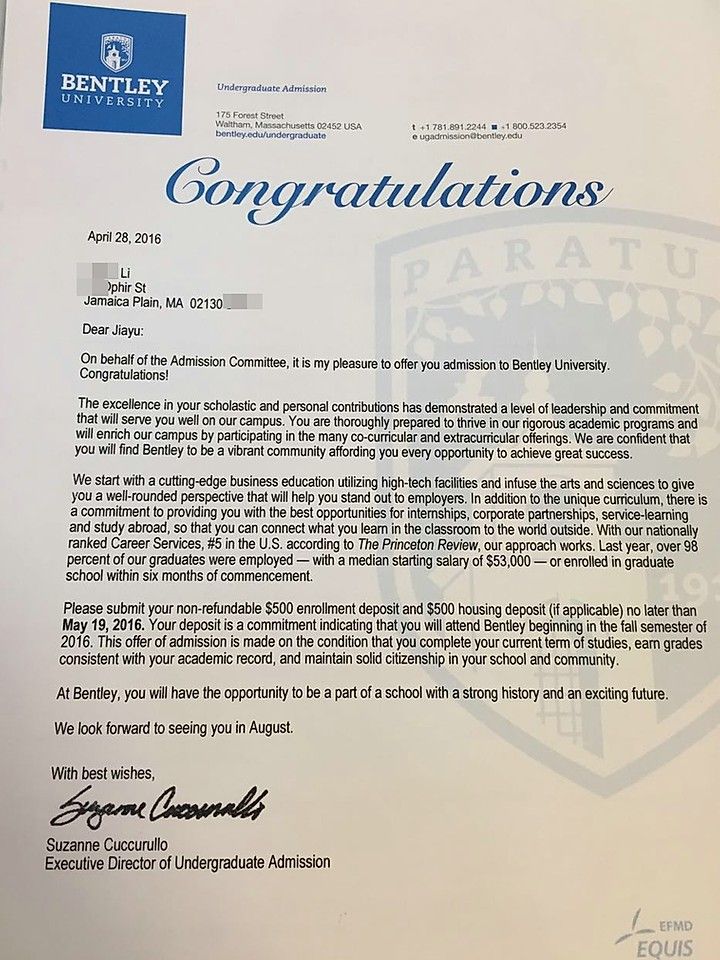 BENTLEY
UNIVERSITY
Undergraduate Admission
175 Forest Street
Waltham, Massachusetts 02452 USA
bentley.edu/undergraduate
t +1 781.891.2244 ■ +1 800.523.2354
e ugadmission@bentley.edu
Congratulations
PARATU
April 28, 2016
Li
Ophir St
Jamaica Plain, MA 02130
Dear Jiayu:
On behalf of the Admission Committee, it is my pleasure to offer you admission to Bentley University.
Congratulations!
The excellence in your scholastic and personal contributions has demonstrated a level of leadership and commitment
that will serve you well on our campus. You are thoroughly prepared to thrive in our rigorous academic programs and
will enrich our campus by participating in the many co-curricular and extracurricular offerings. We are confident that
you will find Bentley to be a vibrant community affording you every opportunity to achieve great success.
We start with a cutting-edge business education utilizing high-tech facilities and infuse the arts and sciences to give
you a well-rounded perspective that will help you stand out to employers. In addition to the unique curriculum, there is
a commitment to providing you with the best opportunities for internships, corporate partnerships, service-learning
and study abroad, so that you can connect what you learn in the classroom to the world outside. With our nationally
ranked Career Services, #5 in the U.S. according to The Princeton Review, our approach works. Last year, over 98
percent of our graduates were employed — with a median starting salary of $53,000 — or enrolled in graduate
school within six months of commencement.
Please submit your non-refundable $500 enrollment deposit and $500 housing deposit (if applicable) no later than
May 19, 2016. Your deposit is a commitment indicating that you will attend Bentley beginning in the fall semester of
2016. This offer of admission is made on the condition that you complete your current term of studies, earn grades
consistent with your academic record, and maintain solid citizenship in your school and community.
At Bentley, you will have the opportunity to be a part of a school with a strong history and an exciting future.
We look forward to seeing you in August.
With best wishes,
Suzanne Cuccurullo
Suzanne Cuccurullo
Executive Director of Undergraduate Admission
EFMD
EQUIS